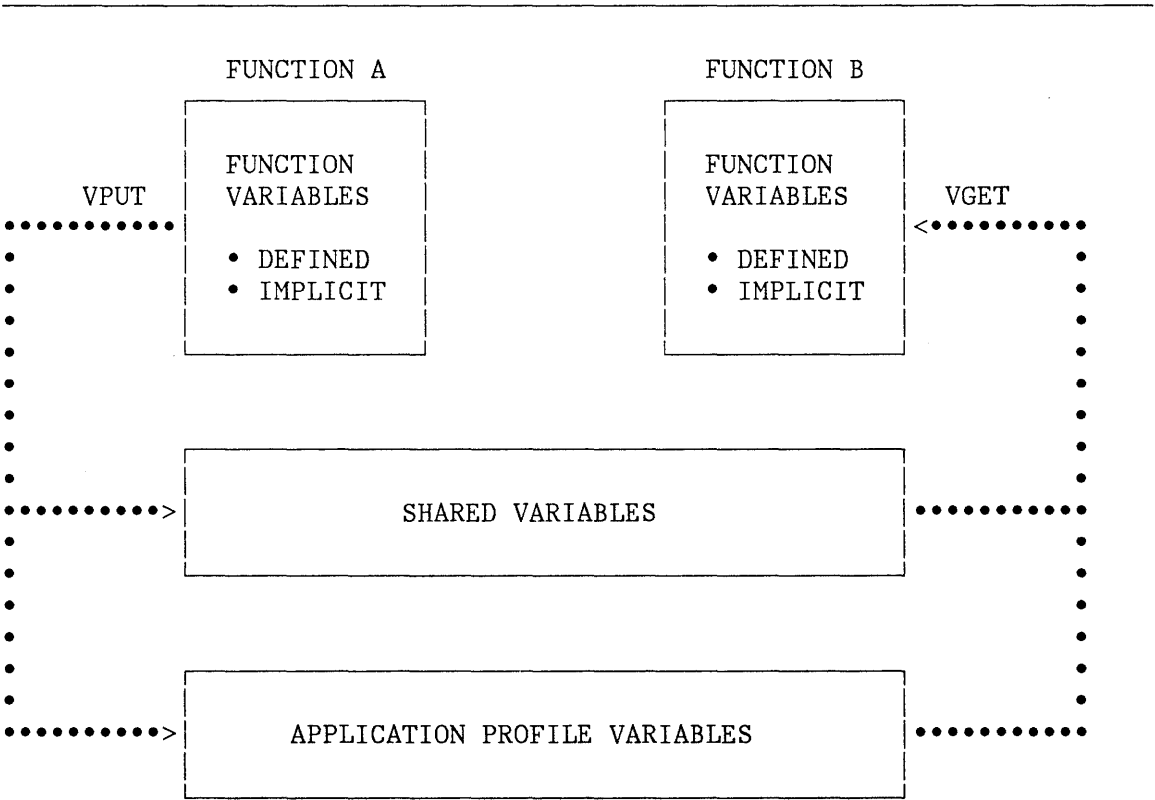 FUNCTION A
FUNCTION B
FUNCTION
VARIABLES
• DEFINED
• IMPLICIT
FUNCTION
VARIABLES
• DEFINED
• IMPLICIT
VPUT
VGET
SHARED VARIABLES
APPLICATION PROFILE VARIABLES